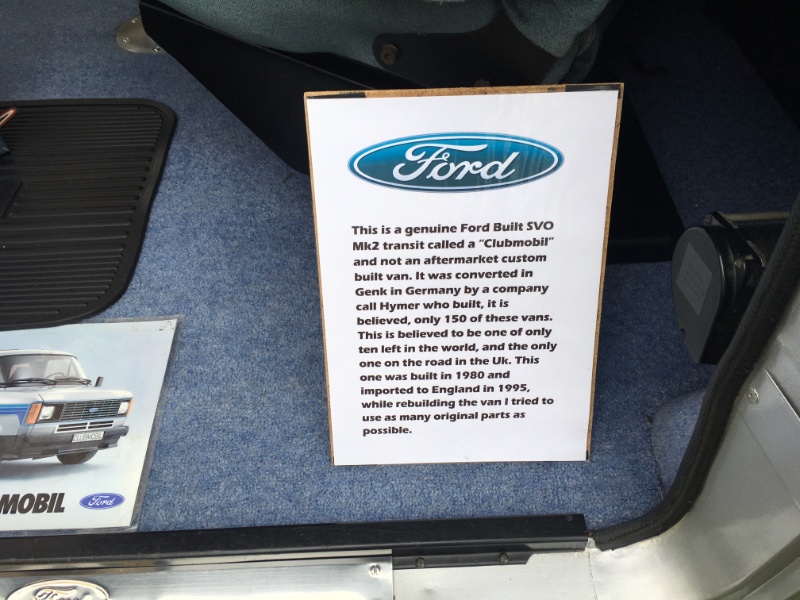 Ford
This is a genuine Ford Built SVO
Mk2 transit called a "Clubmobil"
and not an aftermarket custom
built van. It was converted in
Genk in Germany by a company
call Hymer who built, it is
believed, only 150 of these vans.
This is believed to be one of only
ten left in the world, and the only
one on the road in the Uk. This
one was built in 1980 and
imported to England in 1995,
while rebuilding the van I tried to
use as many original parts as
possible.
CLUBMOBIL
MOBIL
Ford
Ford